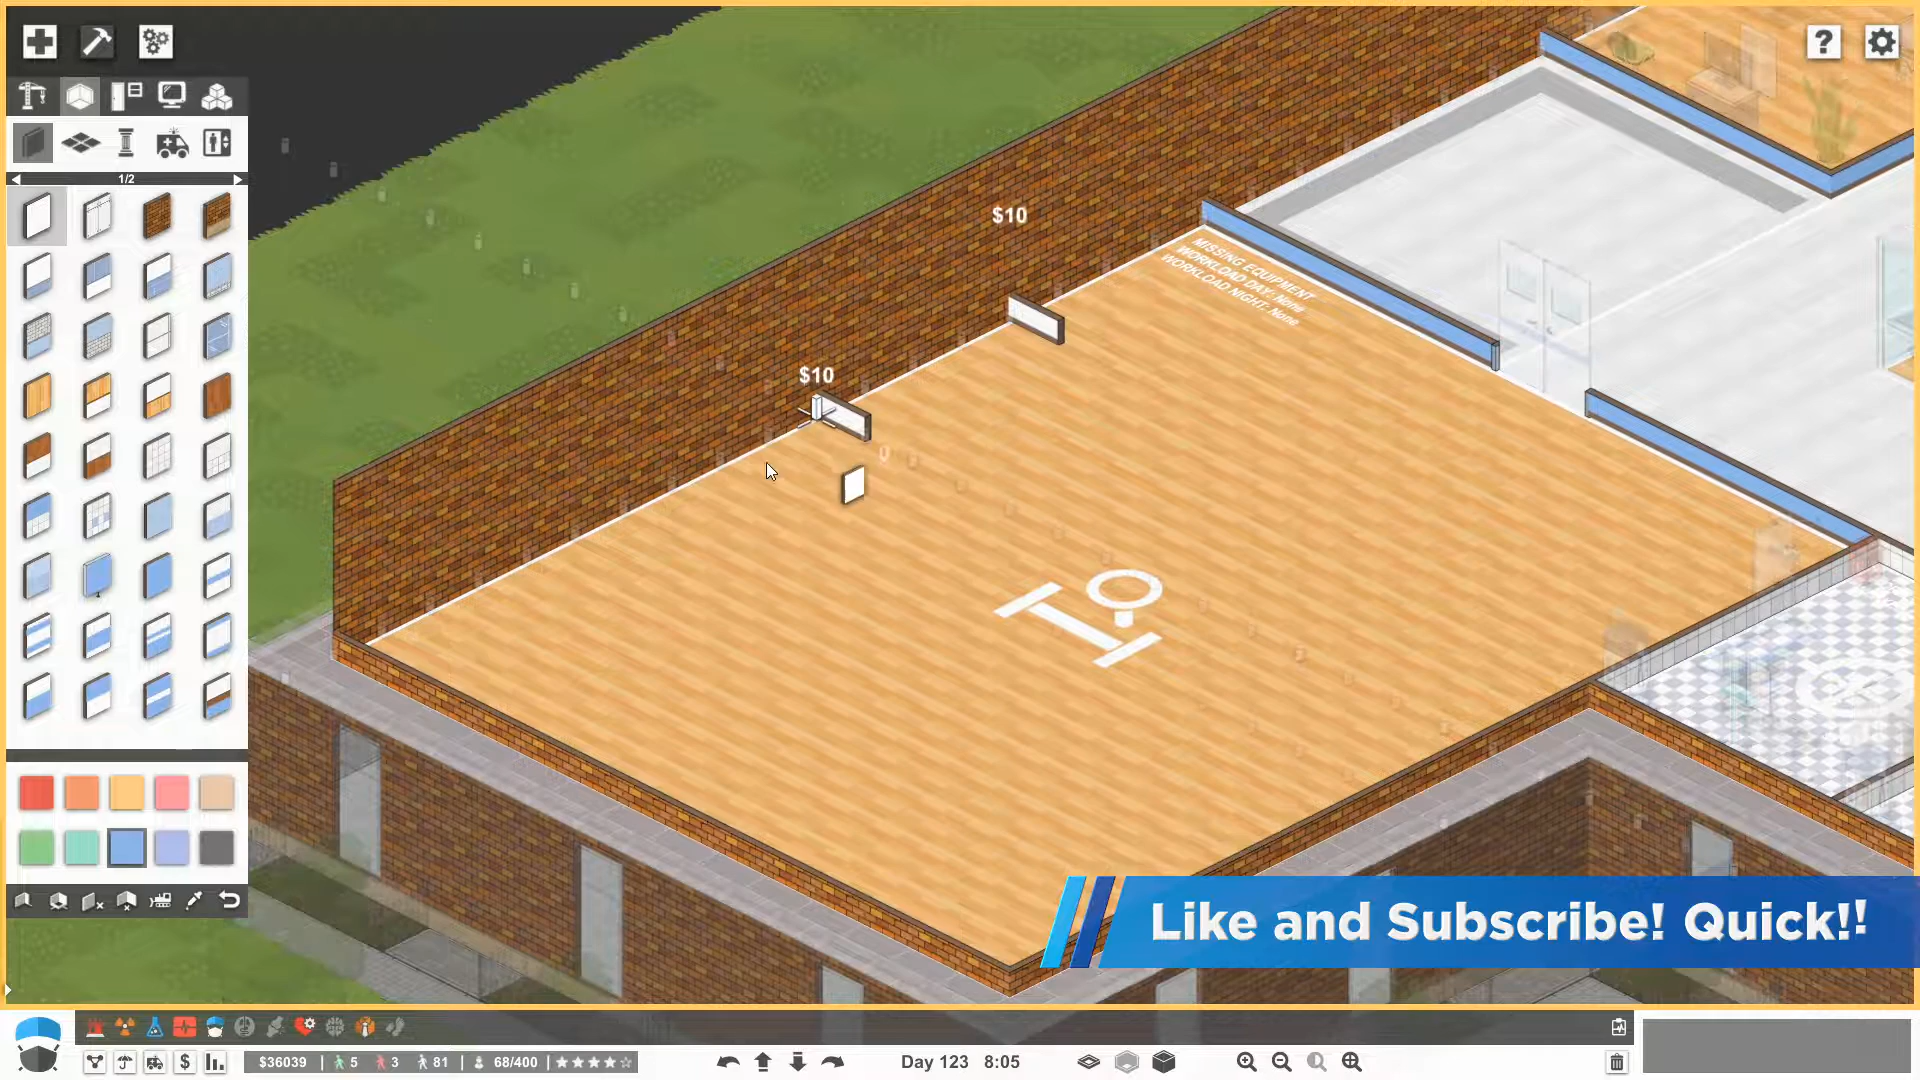 1/2
$10
$10
MISSING EQUIPMENT
WORKLOAD DAY: None
WORKLOAD NIGHT: None
Like and Subscribe! Quick!!
$36039 | 5 3 | 81 | 68/400 |
Day 123 8:05